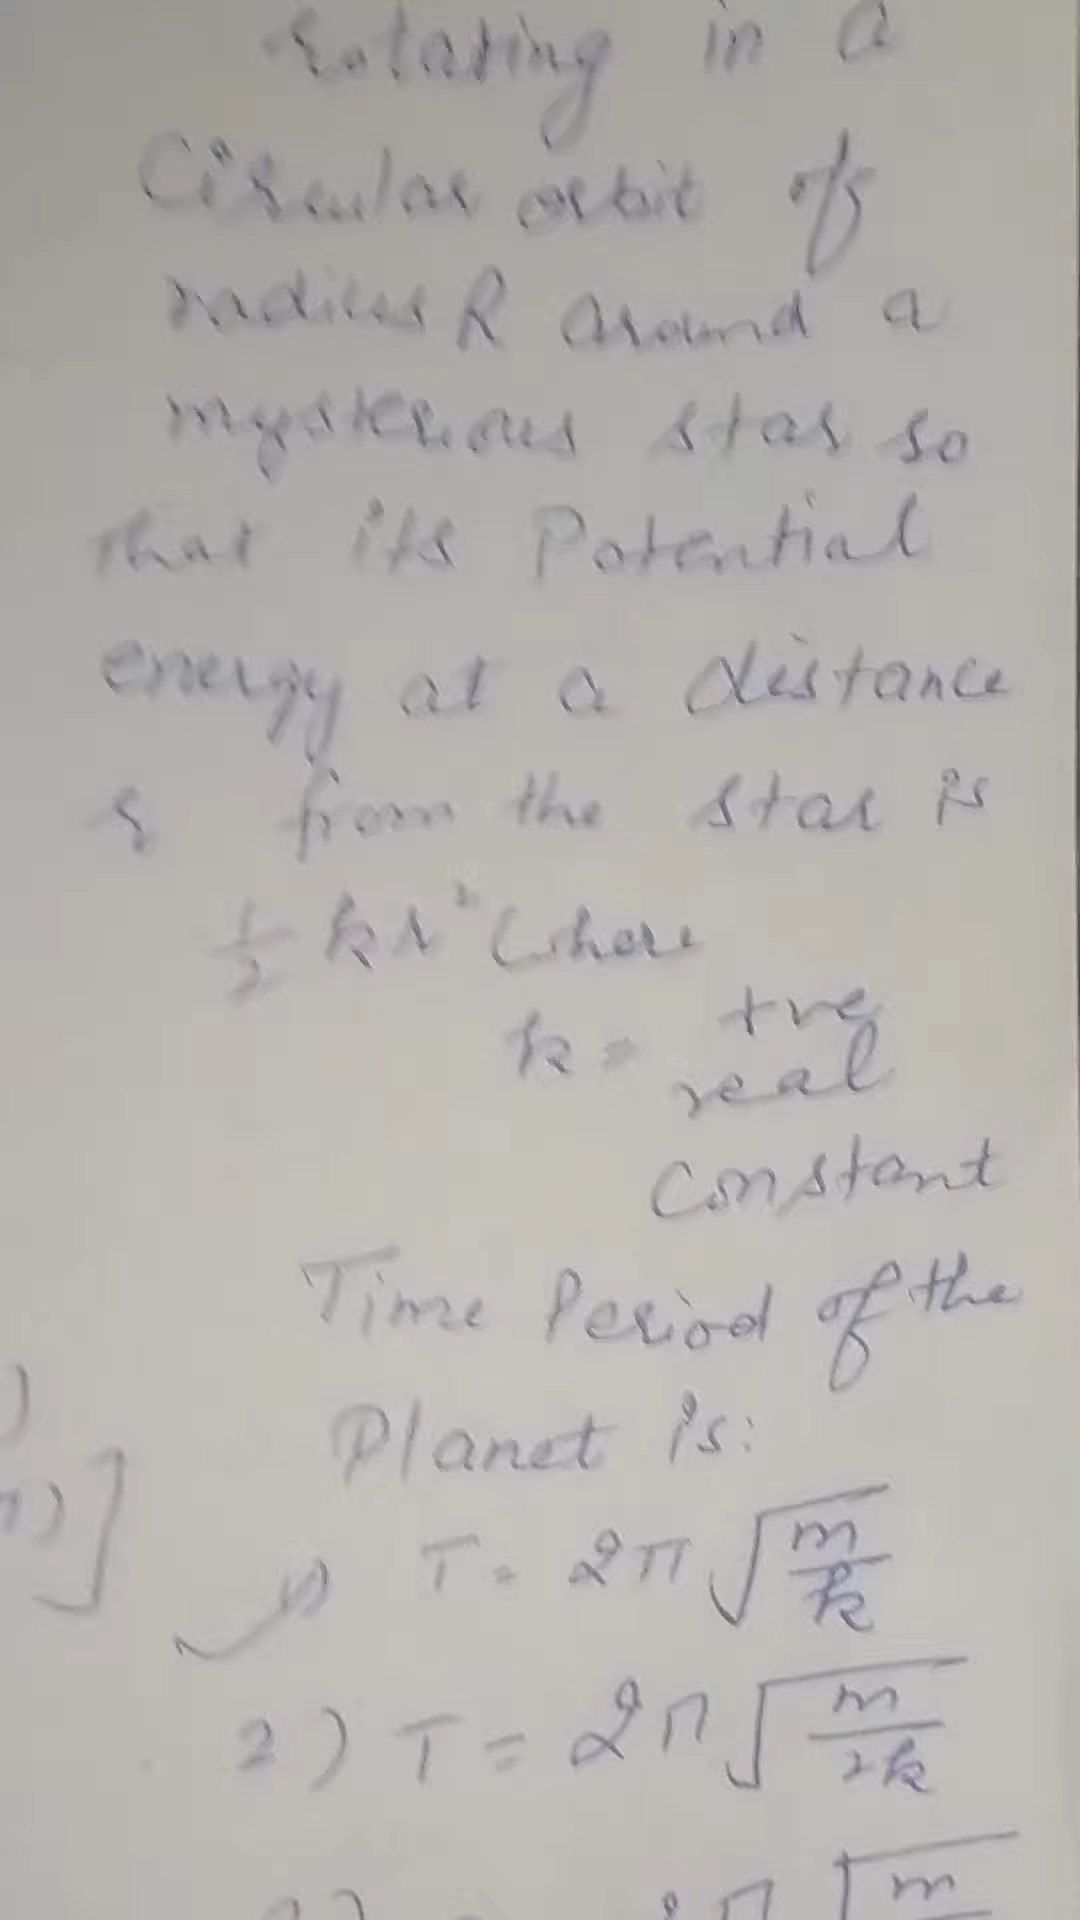 rotating in a
Circular orbit of
radius R around a
mysterious star so
that its Potential
energy at a distance
r from the star is
1/2 kr² (where
k = +ve
real
constant
Time Period of the
Planet is:
)
]
1) T = 2π √(m/k)
2) T = 2π √(m/2k)
m